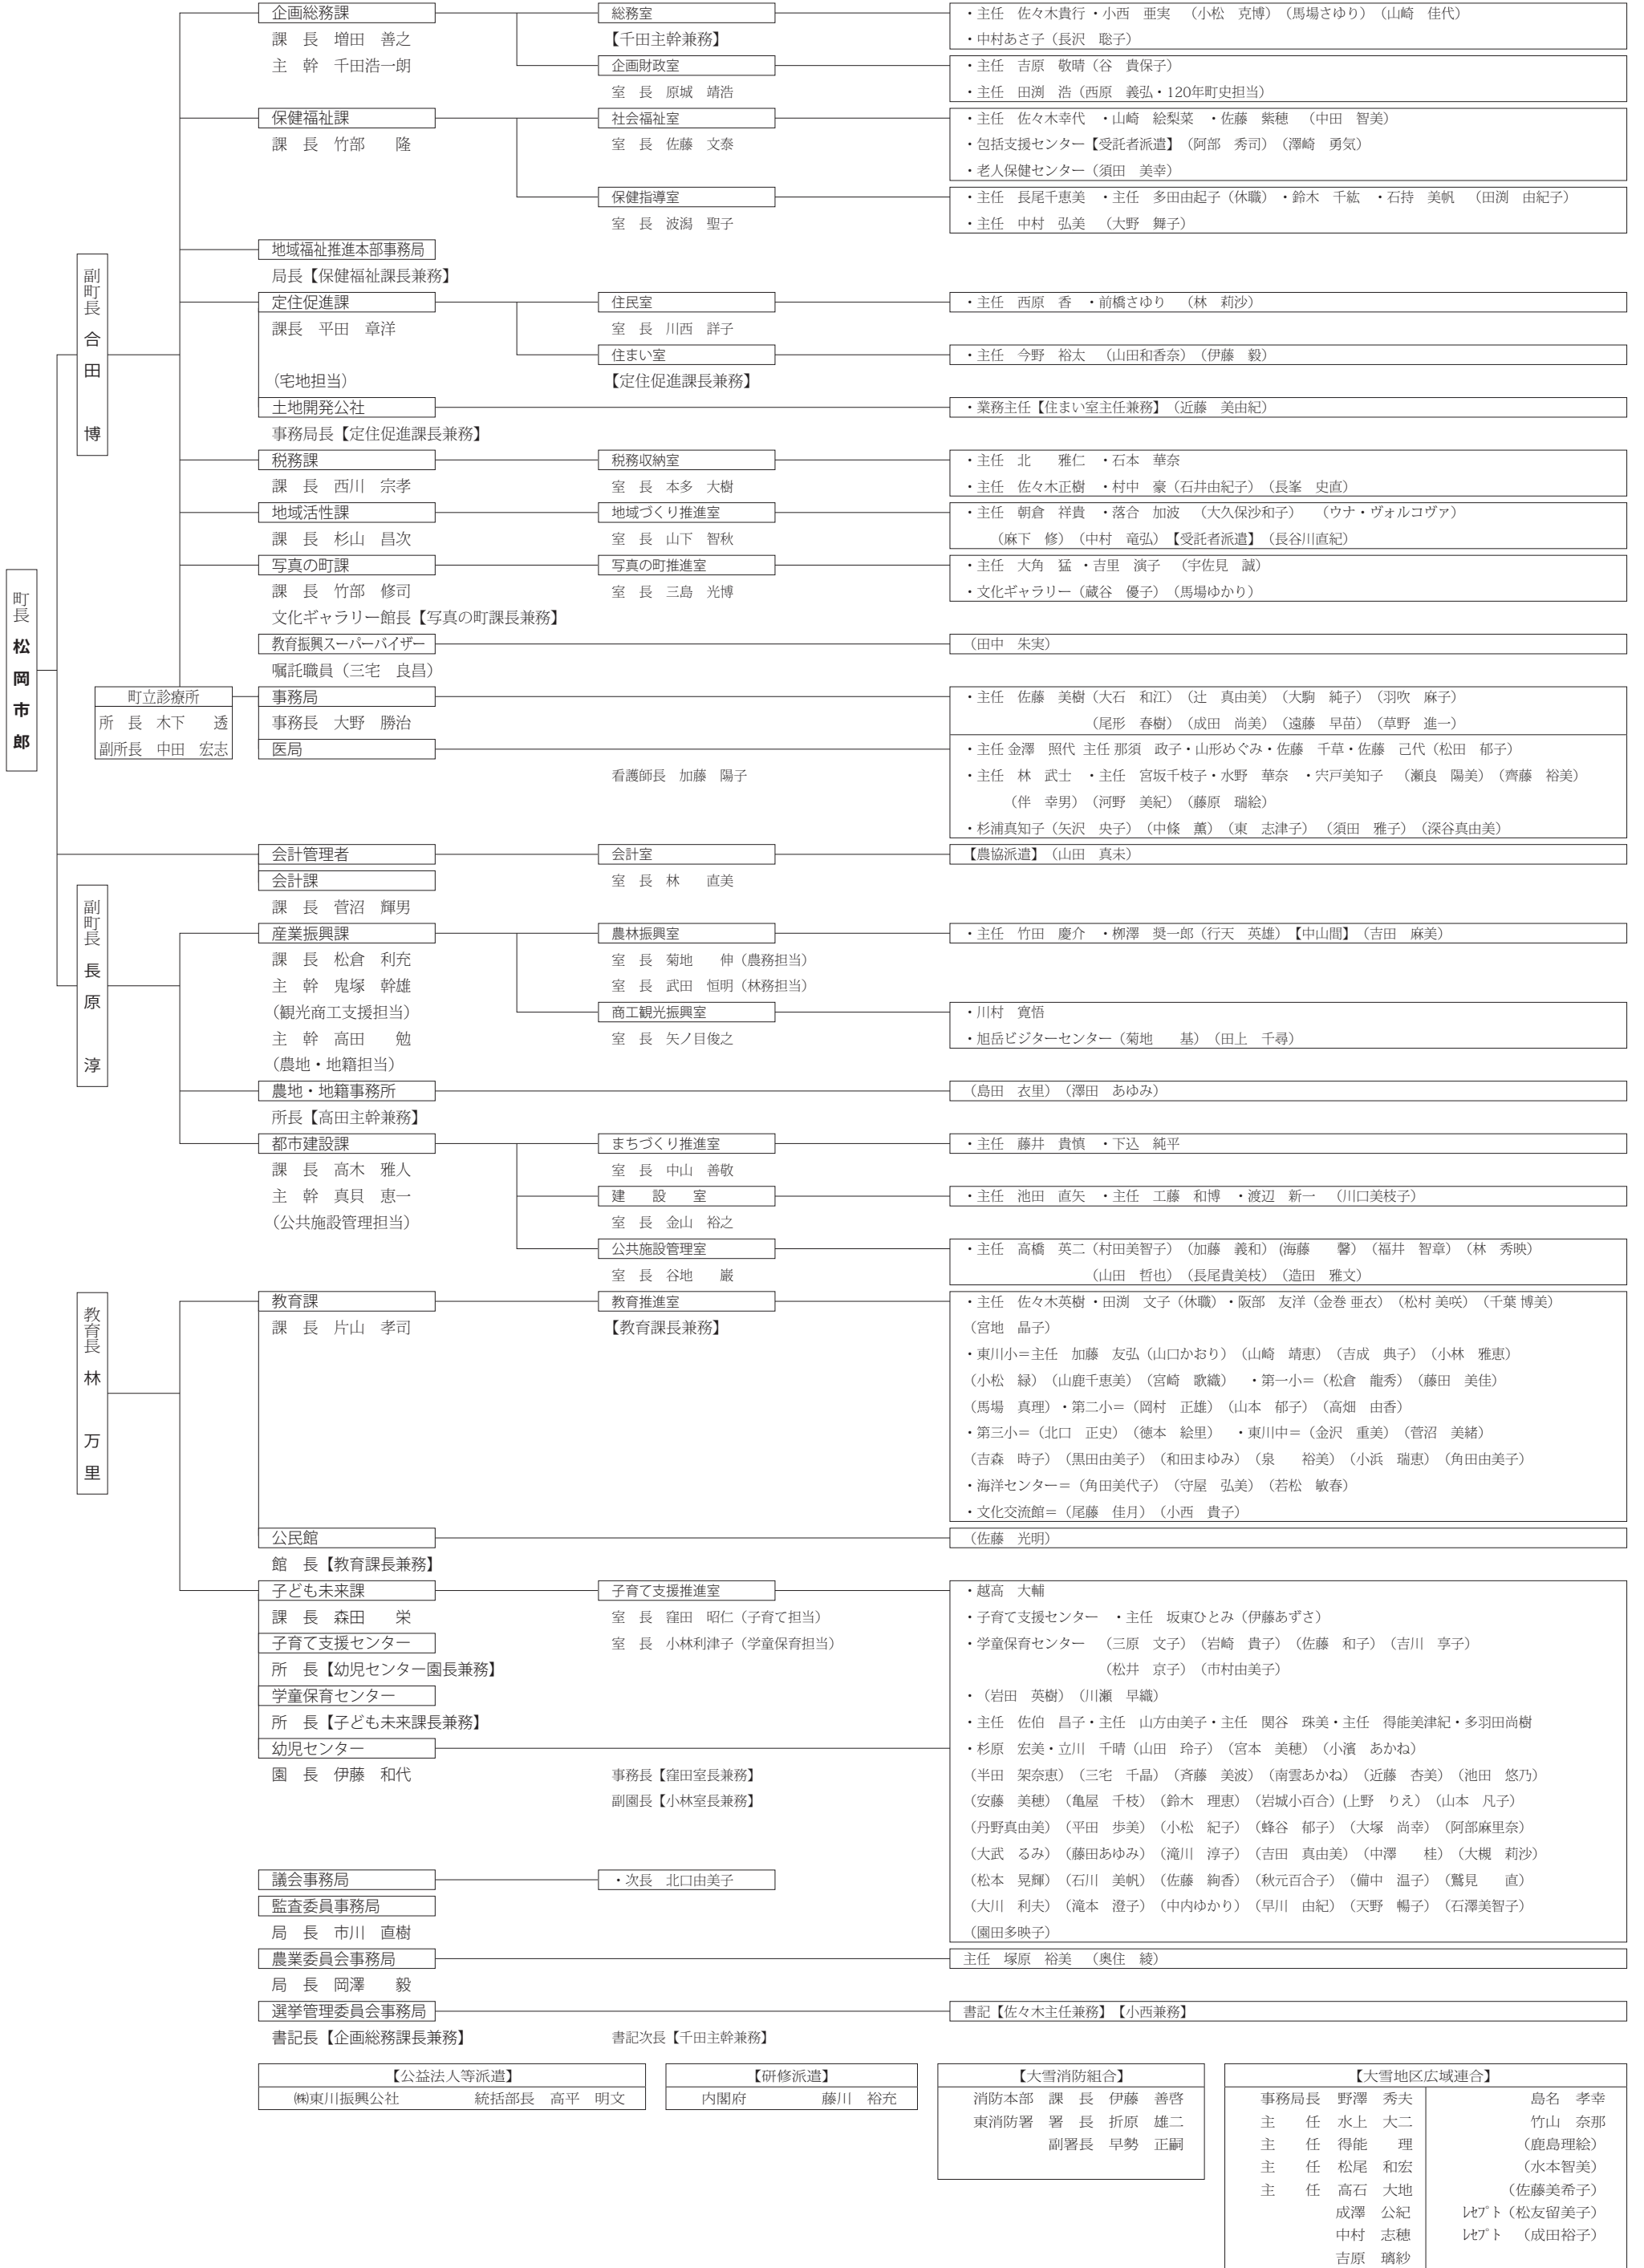 町長 松岡市郎
副町長 合田 博
企画総務課
課 長 増田 善之
主 幹 千田浩一朗
総務室
【千田主幹兼務】
・主任 佐々木貴行・小西 亜実 (小松 克博)(馬場さゆり)(山崎 佳代)
・中村あさ子(長沢 聡子)
企画財政室
室 長 原城 靖浩
・主任 吉原 敬晴(谷 貴保子)
・主任 田渕 浩(西原 義弘・120年町史担当)
保健福祉課
課 長 竹部 隆
社会福祉室
室 長 佐藤 文泰
・主任 佐々木幸代 ・山崎 絵梨菜 ・佐藤 紫穂 (中田 智美)
・包括支援センター【受託者派遣】(阿部 秀司)(澤崎 勇気)
・老人保健センター(須田 美幸)
保健指導室
室 長 波潟 聖子
・主任 長尾千恵美 ・主任 多田由起子(休職)・鈴木 千紘 ・石持 美帆 (田渕 由紀子)
・主任 中村 弘美 (大野 舞子)
地域福祉推進本部事務局
局長【保健福祉課長兼務】
定住促進課
課長 平田 章洋
(宅地担当)
住民室
室 長 川西 詳子
・主任 西原 香 ・前橋さゆり (林 莉沙)
住まい室
【定住促進課長兼務】
・主任 今野 裕太 (山田和香奈)(伊藤 毅)
土地開発公社
事務局長【定住促進課長兼務】
・業務主任【住まい室主任兼務】(近藤 美由紀)
税務課
課 長 西川 宗孝
税務収納室
室 長 本多 大樹
・主任 北 雅仁 ・石本 華奈
・主任 佐々木正樹・村中 豪(石井由紀子)(長峯 史直)
地域活性課
課 長 杉山 昌次
地域づくり推進室
室 長 山下 智秋
・主任 朝倉 祥貴・落合 加波 (大久保沙和子) (ウナ・ヴォルコヴァ)
(麻下 修)(中村 竜弘)【受託者派遣】(長谷川直紀)
写真の町課
課 長 竹部 修司
文化ギャラリー館長【写真の町課長兼務】
写真の町推進室
室 長 三島 光博
・主任 大角 猛 ・吉里 演子 (宇佐見 誠)
・文化ギャラリー(蔵谷 優子)(馬場ゆかり)
教育振興スーパーバイザー
嘱託職員(三宅 良昌)
(田中 朱実)
町立診療所
所 長 木下 透
副所長 中田 宏志
事務局
事務長 大野 勝治
・主任 佐藤 美樹(大石 和江)(辻 真由美)(大駒 純子)(羽吹 麻子)
(尾形 春樹)(成田 尚美)(遠藤 早苗)(草野 進一)
医局
看護師長 加藤 陽子
・主任 金澤 照代 主任 那須 政子・山形めぐみ・佐藤 千草・佐藤 己代(松田 郁子)
・主任 林 武士 ・主任 宮坂千枝子・水野 華奈 ・宍戸美知子 (瀬良 陽美)(齊藤 裕美)
(伴 幸男)(河野 美紀)(藤原 瑞絵)
・杉浦真知子(矢沢 央子)(中條 薫)(東 志津子) (須田 雅子)(深谷真由美)
会計管理者
会計課
課 長 菅沼 輝男
会計室
室 長 林 直美
【農協派遣】(山田 真未)
副町長 長原 淳
産業振興課
課 長 松倉 利充
主 幹 鬼塚 幹雄
(観光商工支援担当)
主 幹 高田 勉
(農地・地籍担当)
農林振興室
室 長 菊地 伸(農務担当)
室 長 武田 恒明(林務担当)
・主任 竹田 慶介 ・栁澤 奨一郎(行天 英雄)【中山間】(吉田 麻美)
商工観光振興室
室 長 矢ノ目俊之
・川村 寛悟
・旭岳ビジターセンター(菊地 基)(田上 千尋)
農地・地籍事務所
所長【高田主幹兼務】
(島田 衣里)(澤田 あゆみ)
都市建設課
課 長 高木 雅人
主 幹 真貝 恵一
(公共施設管理担当)
まちづくり推進室
室 長 中山 善敬
・主任 藤井 貴慎 ・下込 純平
建 設 室
室 長 金山 裕之
・主任 池田 直矢 ・主任 工藤 和博 ・渡辺 新一 (川口美枝子)
公共施設管理室
室 長 谷地 巌
・主任 高橋 英二(村田美智子)(加藤 義和)(海藤 馨)(福井 智章)(林 秀映)
(山田 哲也)(長尾貴美枝)(造田 雅文)
教育長 林 万里
教育課
課 長 片山 孝司
教育推進室
【教育課長兼務】
・主任 佐々木英樹・田渕 文子(休職)・阪部 友洋(金巻 亜衣)(松村 美咲)(千葉 博美)
(宮地 晶子)
・東川小=主任 加藤 友弘(山口かおり)(山崎 靖恵)(吉成 典子)(小林 雅恵)
(小松 緑)(山鹿千恵美)(宮崎 歌織) ・第一小=(松倉 龍秀)(藤田 美佳)
(馬場 真理)・第二小=(岡村 正雄)(山本 郁子)(高畑 由香)
・第三小=(北口 正史)(徳本 絵里) ・東川中=(金沢 重美)(菅沼 美緒)
(吉森 時子)(黒田由美子)(和田まゆみ)(泉 裕美)(小浜 瑞恵)(角田由美子)
・海洋センター=(角田美代子)(守屋 弘美)(若松 敏春)
・文化交流館=(尾藤 佳月)(小西 貴子)
公民館
館 長【教育課長兼務】
(佐藤 光明)
子ども未来課
課 長 森田 栄
子育て支援センター
所 長【幼児センター園長兼務】
学童保育センター
所 長【子ども未来課長兼務】
幼児センター
園 長 伊藤 和代
子育て支援推進室
室 長 窪田 昭仁(子育て担当)
室 長 小林利津子(学童保育担当)
事務長【窪田室長兼務】
副園長【小林室長兼務】
・越高 大輔
・子育て支援センター ・主任 坂東ひとみ(伊藤あずさ)
・学童保育センター (三原 文子)(岩崎 貴子)(佐藤 和子)(吉川 享子)
(松井 京子)(市村由美子)
・(岩田 英樹)(川瀬 早織)
・主任 佐伯 昌子・主任 山方由美子・主任 関谷 珠美・主任 得能美津紀・多羽田尚樹
・杉原 宏美・立川 千晴(山田 玲子)(宮本 美穂)(小濱 あかね)
(半田 架奈恵)(三宅 千晶)(斉藤 美波)(南雲あかね)(近藤 杏美)(池田 悠乃)
(安藤 美穂)(亀屋 千枝)(鈴木 理恵)(岩城小百合)(上野 りえ)(山本 凡子)
(丹野真由美)(平田 歩美)(小松 紀子)(蜂谷 郁子)(大塚 尚幸)(阿部麻里奈)
(大武 るみ)(藤田あゆみ)(滝川 淳子)(吉田 真由美)(中澤 桂)(大槻 莉沙)
(松本 晃輝)(石川 美帆)(佐藤 絢香)(秋元百合子)(備中 温子)(鷲見 直)
(大川 利夫)(滝本 澄子)(中内ゆかり)(早川 由紀)(天野 暢子)(石澤美智子)
(園田多映子)
議会事務局
・次長 北口由美子
監査委員事務局
局 長 市川 直樹
農業委員会事務局
局 長 岡澤 毅
主任 塚原 裕美 (奥住 綾)
選挙管理委員会事務局
書記長【企画総務課長兼務】
書記次長【千田主幹兼務】
書記【佐々木主任兼務】【小西兼務】
【公益法人等派遣】
㈱東川振興公社 統括部長 高平 明文
【研修派遣】
内閣府 藤川 裕充
【大雪消防組合】
消防本部 課 長 伊藤 善啓
東消防署 署 長 折原 雄二
副署長 早勢 正嗣
【大雪地区広域連合】
事務局長 野澤 秀夫
主 任 水上 大二
主 任 得能 理
主 任 松尾 和宏
主 任 高石 大地
成澤 公紀
中村 志穂
吉原 璃紗
島名 孝幸
竹山 奈那
(鹿島理絵)
(水本智美)
(佐藤美希子)
ﾚｾﾌﾟﾄ(松友留美子)
ﾚｾﾌﾟﾄ (成田裕子)